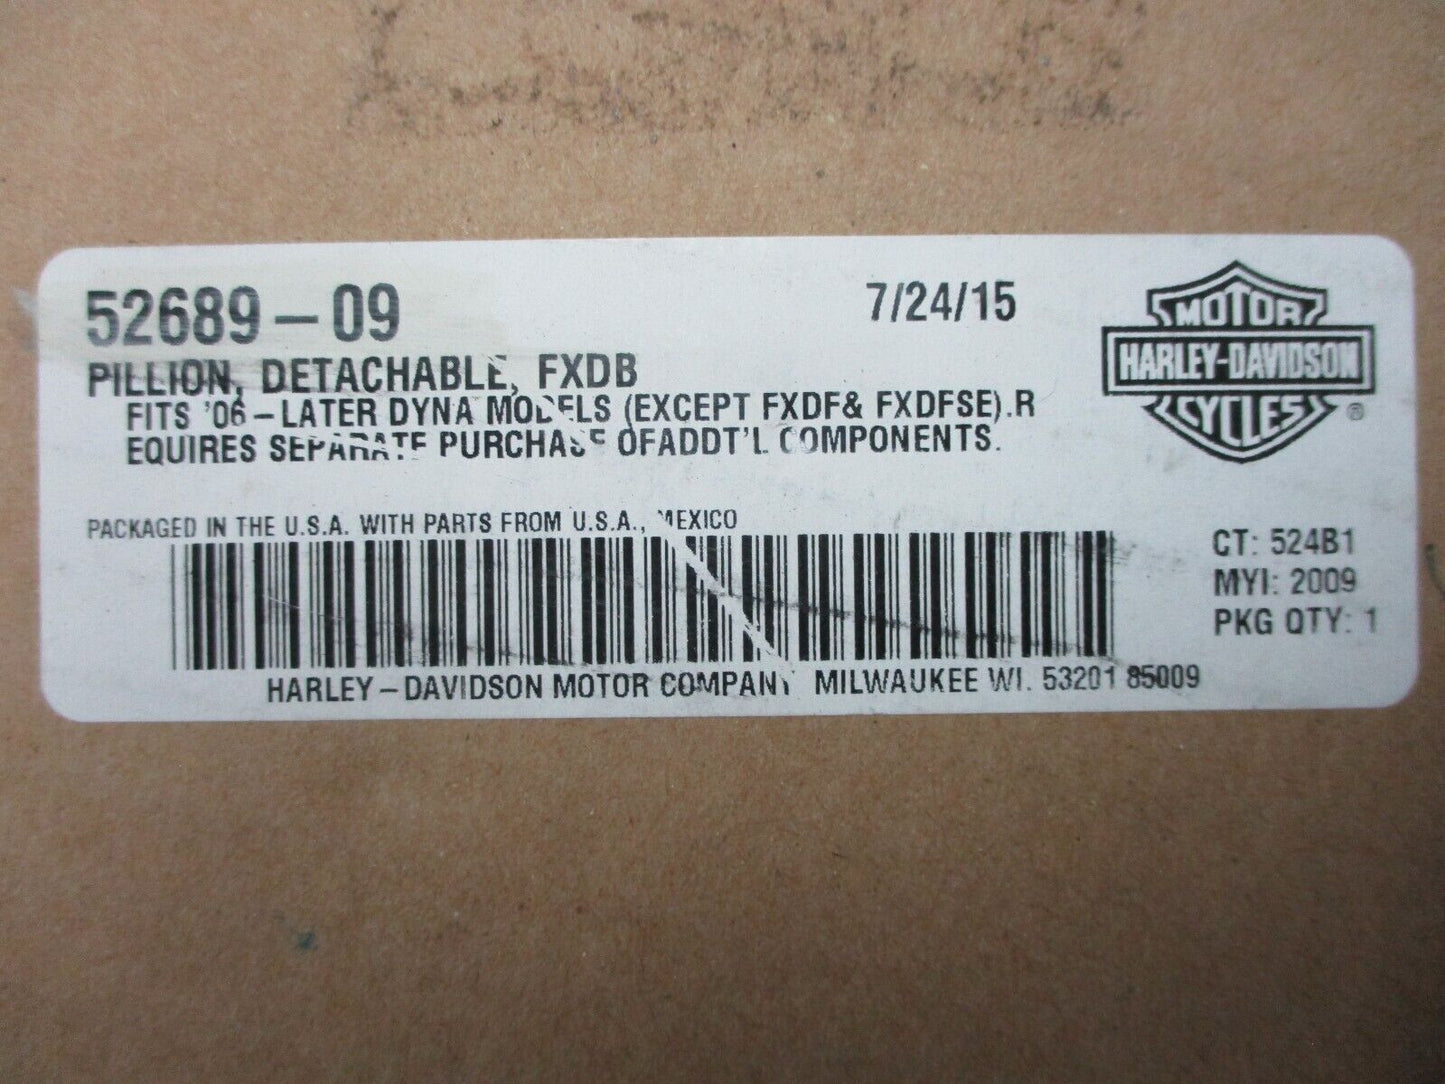 52689-09
7/24/15
PILLION, DETACHABLE, FXDB
FITS '06-LATER DYNA MODELS (EXCEPT FXDF& FXDFSE).R
EQUIRES SEPARATE PURCHASE OFADDT'L COMPONENTS.
MOTOR
HARLEY-DAVIDSON
CYCLES
®
PACKAGED IN THE U.S.A. WITH PARTS FROM U.S.A., MEXICO
CT: 524B1
MYI: 2009
PKG QTY: 1
HARLEY-DAVIDSON MOTOR COMPANY MILWAUKEE WI. 53201 85009